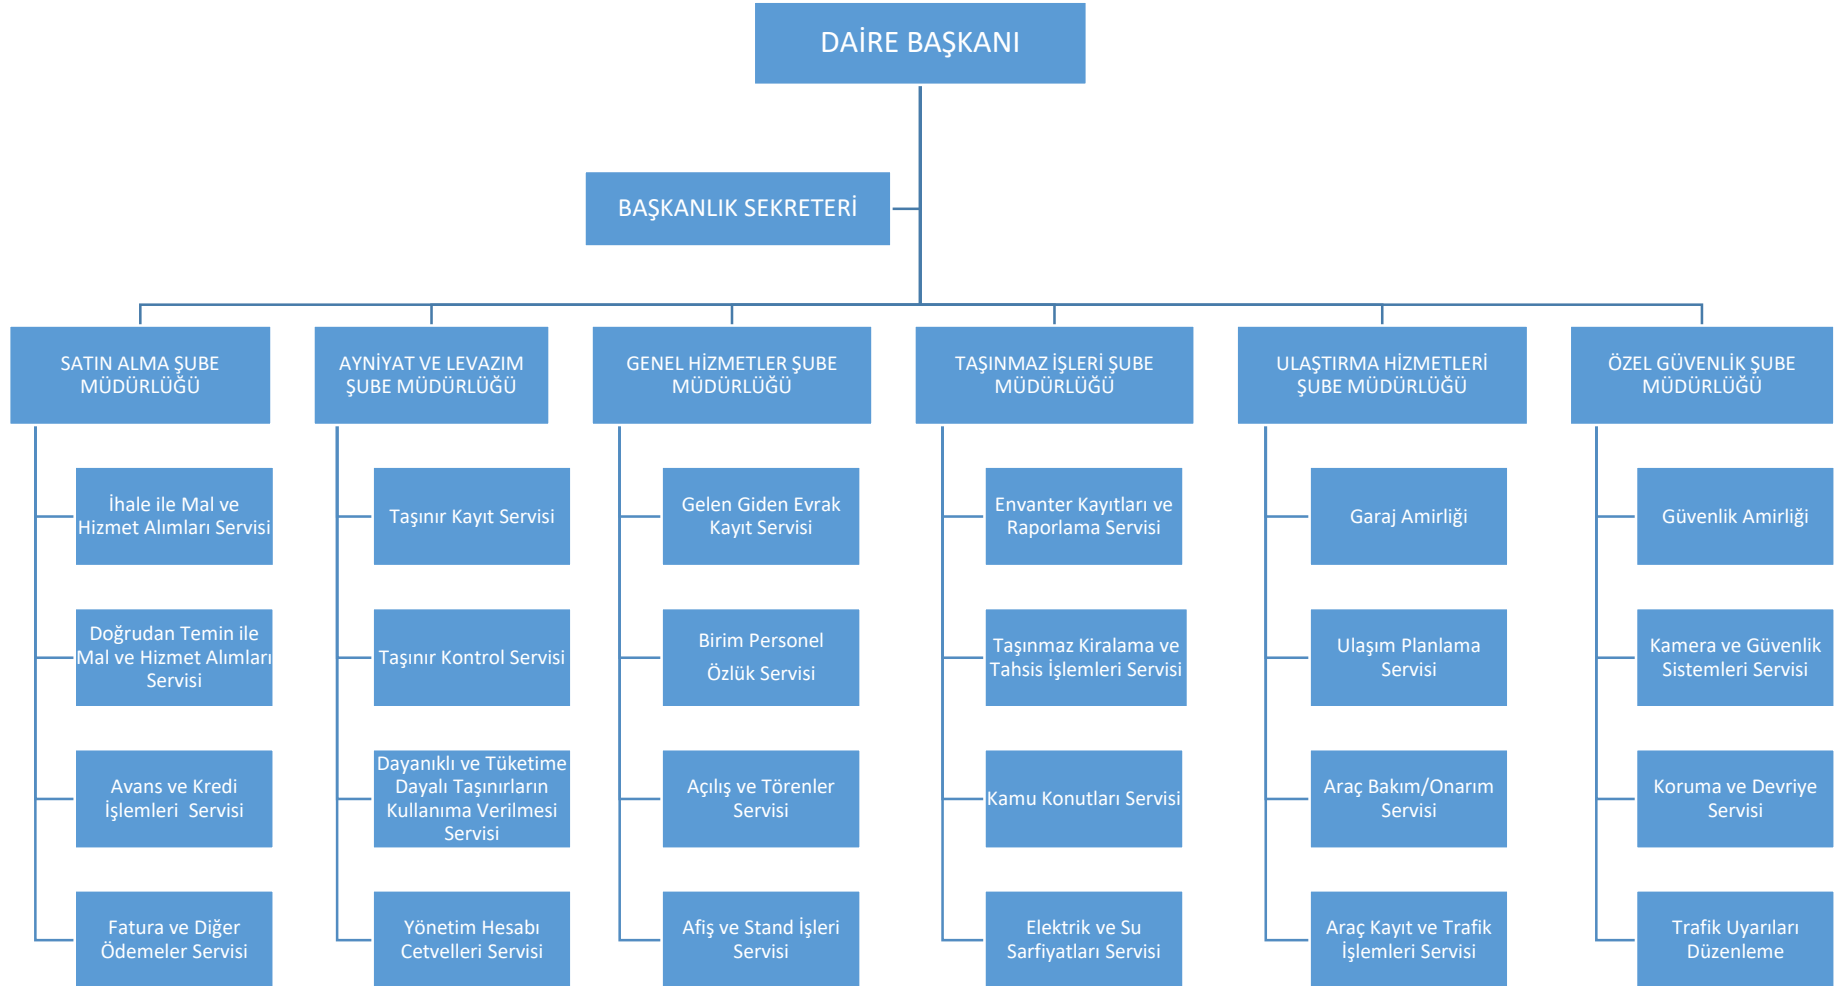 DAİRE BAŞKANI
BAŞKANLIK SEKRETERİ
SATIN ALMA ŞUBE
MÜDÜRLÜĞÜ
AYNİYAT VE LEVAZIM
ŞUBE MÜDÜRLÜĞÜ
GENEL HİZMETLER ŞUBE
MÜDÜRLÜĞÜ
TAŞINMAZ İŞLERİ ŞUBE
MÜDÜRLÜĞÜ
ULAŞTIRMA HİZMETLERİ
ŞUBE MÜDÜRLÜĞÜ
ÖZEL GÜVENLİK ŞUBE
MÜDÜRLÜĞÜ
İhale ile Mal ve
Hizmet Alımları Servisi
Taşınır Kayıt Servisi
Gelen Giden Evrak
Kayıt Servisi
Envanter Kayıtları ve
Raporlama Servisi
Garaj Amirliği
Güvenlik Amirliği
Doğrudan Temin ile
Mal ve Hizmet Alımları
Servisi
Taşınır Kontrol Servisi
Birim Personel
Özlük Servisi
Taşınmaz Kiralama ve
Tahsis İşlemleri Servisi
Ulaşım Planlama
Servisi
Kamera ve Güvenlik
Sistemleri Servisi
Avans ve Kredi
İşlemleri  Servisi
Dayanıklı ve Tüketime
Dayalı Taşınırların
Kullanıma Verilmesi
Servisi
Açılış ve Törenler
Servisi
Kamu Konutları Servisi
Araç Bakım/Onarım
Servisi
Koruma ve Devriye
Servisi
Fatura ve Diğer
Ödemeler Servisi
Yönetim Hesabı
Cetvelleri Servisi
Afiş ve Stand İşleri
Servisi
Elektrik ve Su
Sarfiyatları Servisi
Araç Kayıt ve Trafik
İşlemleri Servisi
Trafik Uyarıları
Düzenleme